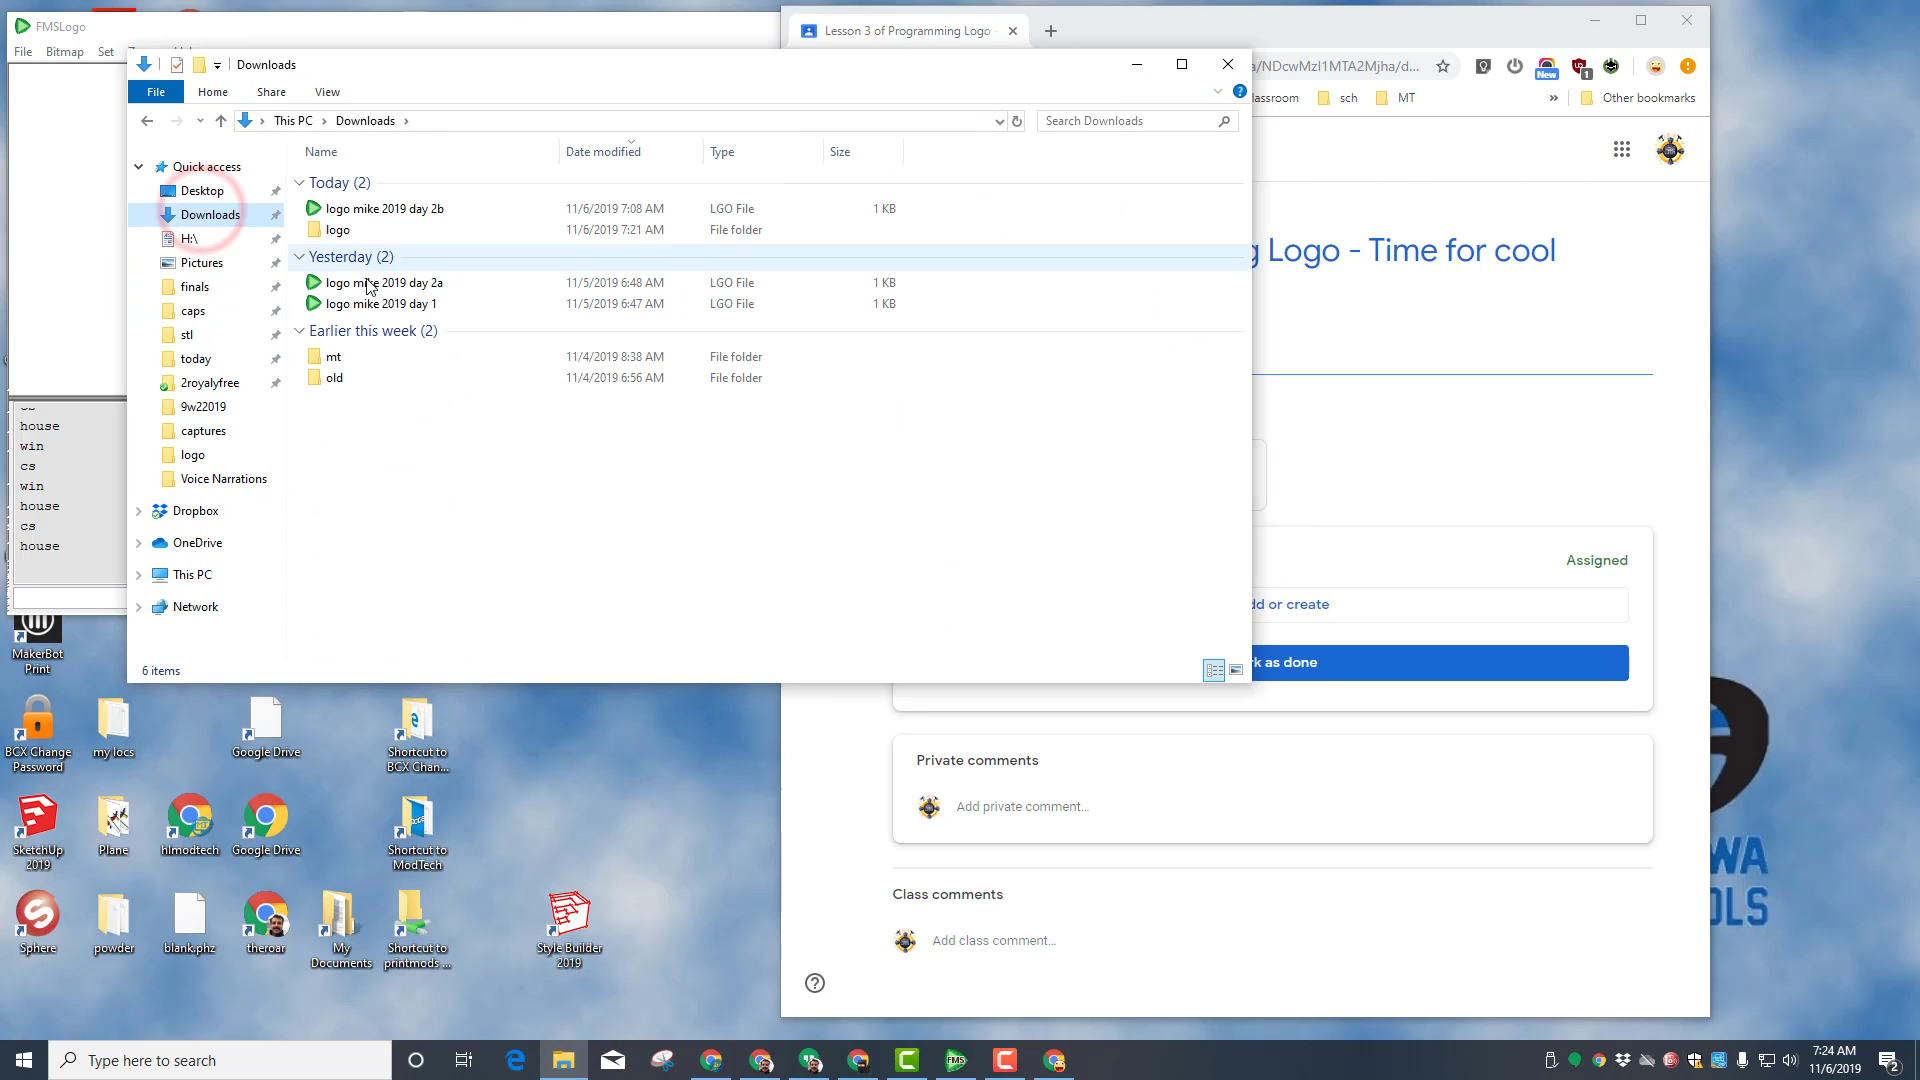 FMSLogo
File Bitmap Set
Downloads
File Home Share View
This PC Downloads
Search Downloads
Name Date modified Type Size
Quick access
Desktop
Downloads
H:\
Pictures
finals
caps
stl
today
2royalyfree
9w22019
captures
logo
Voice Narrations
Dropbox
OneDrive
This PC
Network
Today (2)
logo mike 2019 day 2b 11/6/2019 7:08 AM LGO File 1 KB
logo 11/6/2019 7:21 AM File folder
Yesterday (2)
logo mike 2019 day 2a 11/5/2019 6:48 AM LGO File 1 KB
logo mike 2019 day 1 11/5/2019 6:47 AM LGO File 1 KB
Earlier this week (2)
mt 11/4/2019 8:38 AM File folder
old 11/4/2019 6:56 AM File folder
6 items
cs
house
win
cs
win
house
cs
house
Lesson 3 of Programming Logo
a/NDcwMzI1MTA2Mjha/d...
New
1
lassroom sch MT » Other bookmarks
g Logo - Time for cool
Assigned
dd or create
k as done
Private comments
Add private comment...
Class comments
Add class comment...
MakerBot
Print
BCX Change
Password
my locs
Google Drive
Shortcut to
BCX Chan...
SketchUp
2019
Plane
hlmodtech
Google Drive
Shortcut to
ModTech
Sphere
powder
blank.phz
theroar
My
Documents
Shortcut to
printmods ...
Style Builder
2019
WA
OLS
Type here to search
FMS
7:24 AM
11/6/2019
2